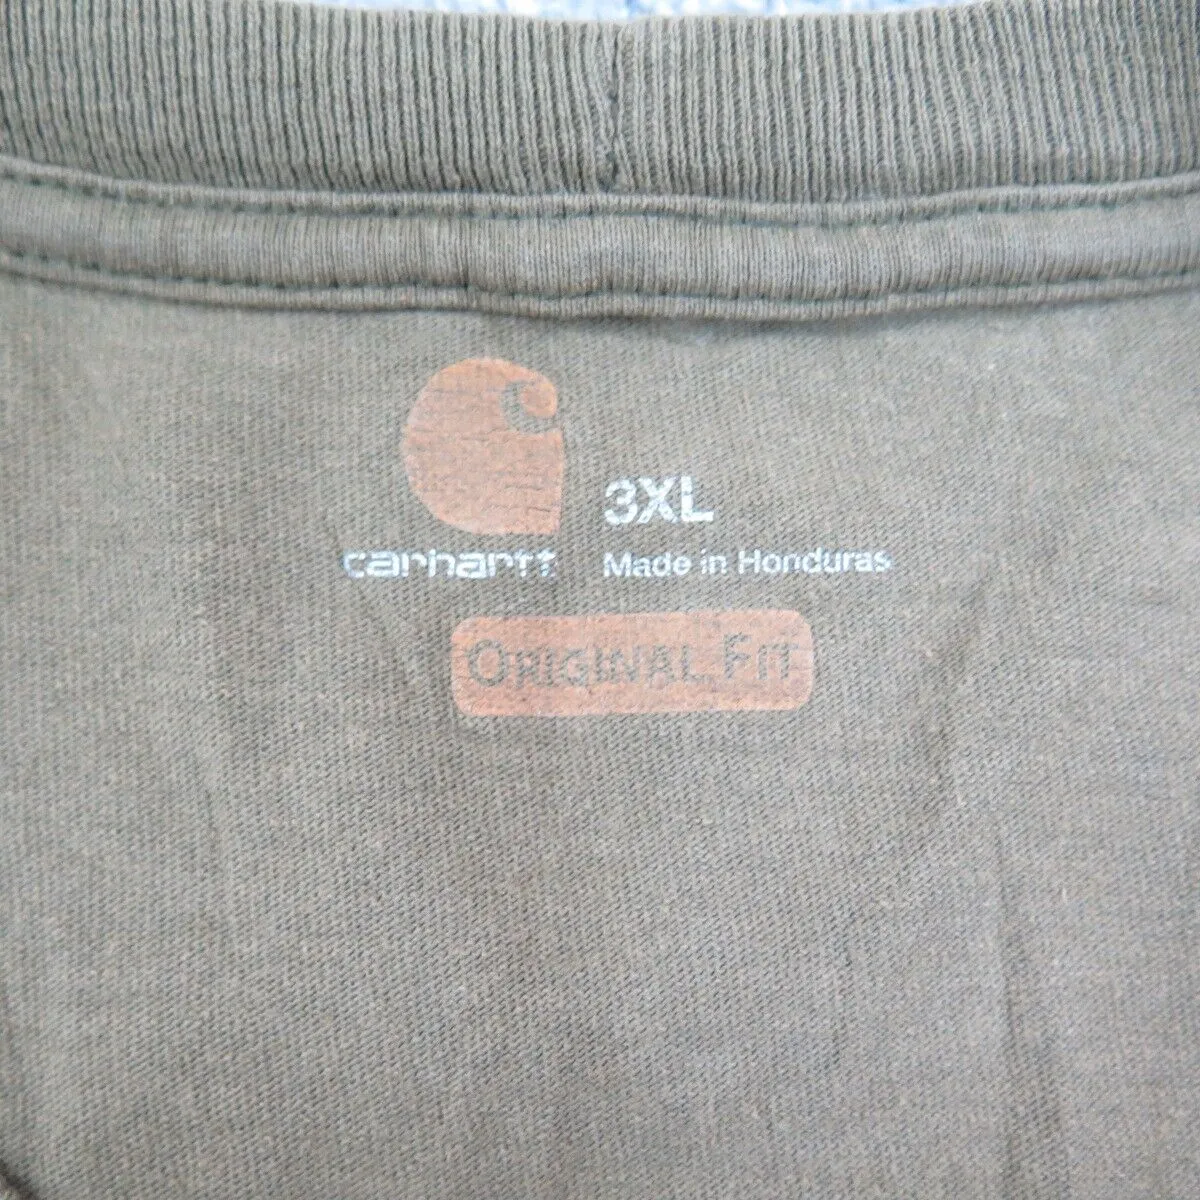 3XL
carhartt Made in Honduras
ORIGINAL FIT